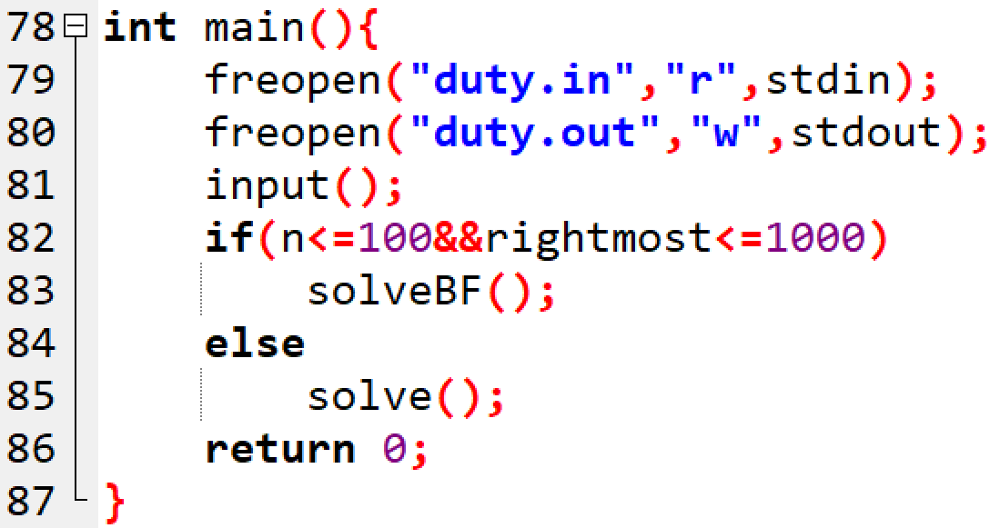 78 int main(){
79 freopen("duty.in","r",stdin);
80 freopen("duty.out","w",stdout);
81 input();
82 if(n<=100&&rightmost<=1000)
83 solveBF();
84 else
85 solve();
86 return 0;
87 }